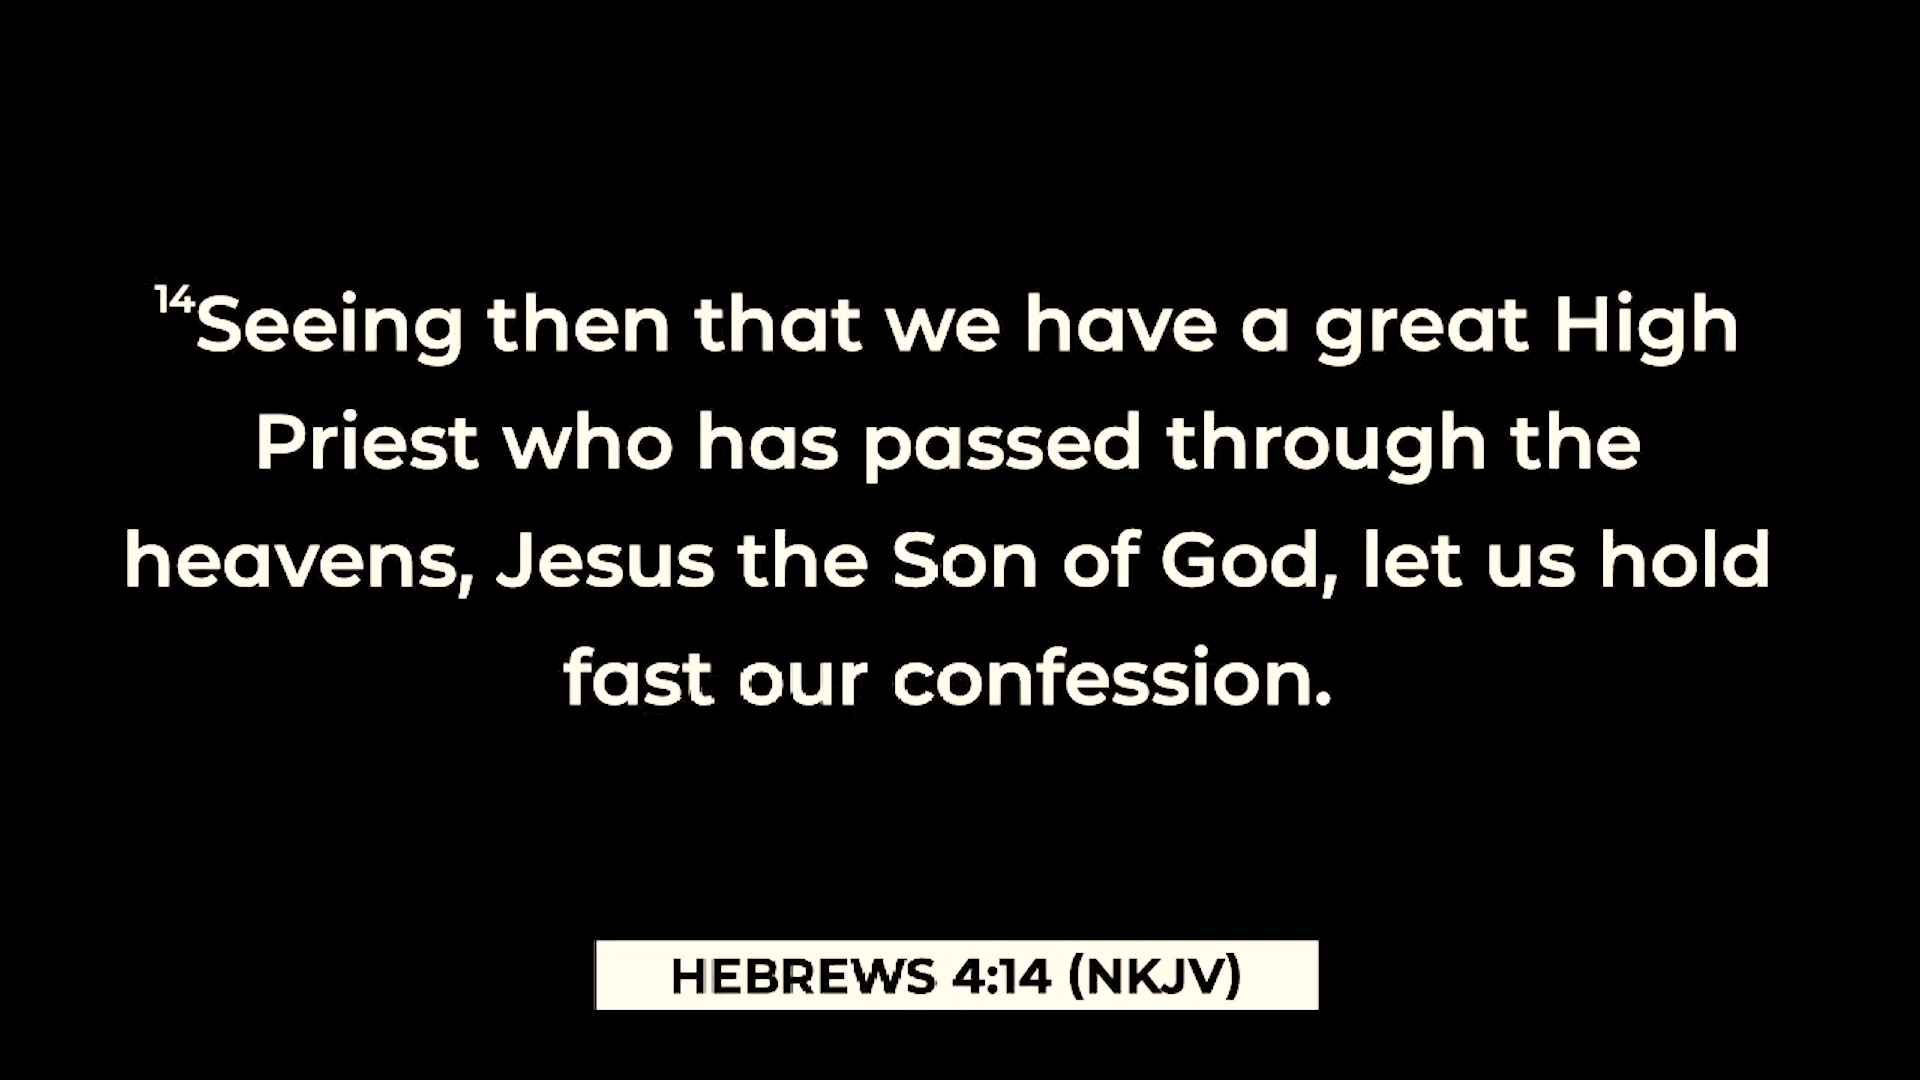 ¹⁴Seeing then that we have a great High
Priest who has passed through the
heavens, Jesus the Son of God, let us hold
fast our confession.
HEBREWS 4:14 (NKJV)